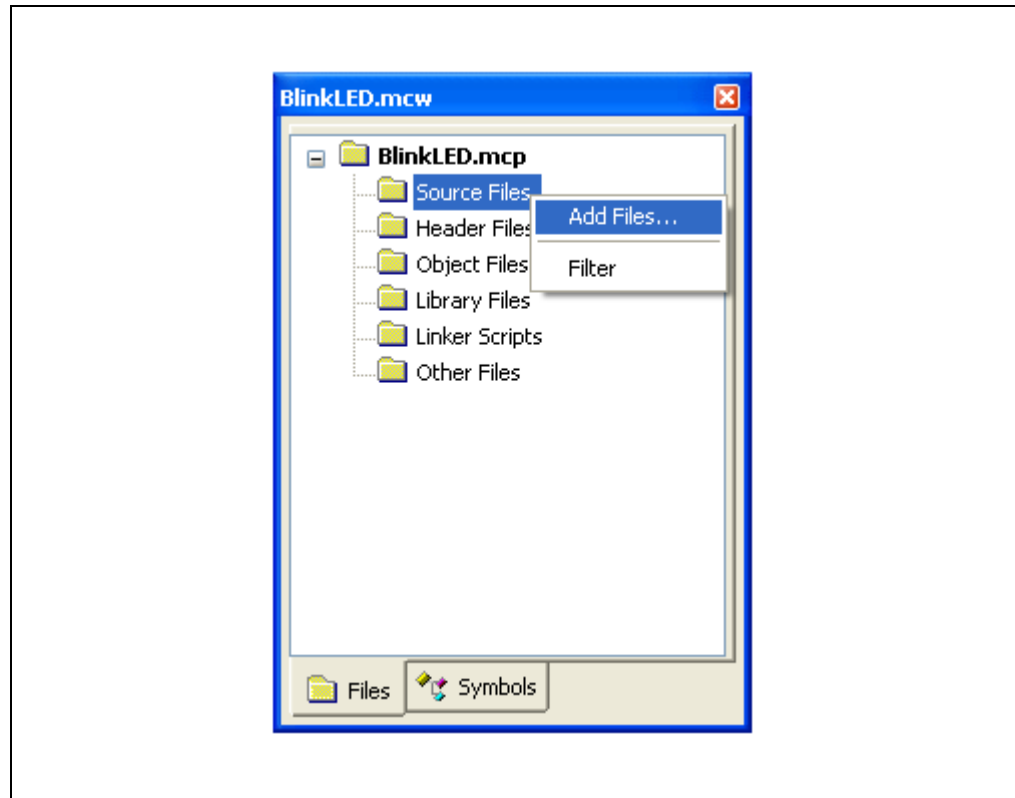 BlinkLED.mcw
BlinkLED.mcp
Source Files
Add Files...
Header Files
Filter
Object Files
Library Files
Linker Scripts
Other Files
Files
Symbols